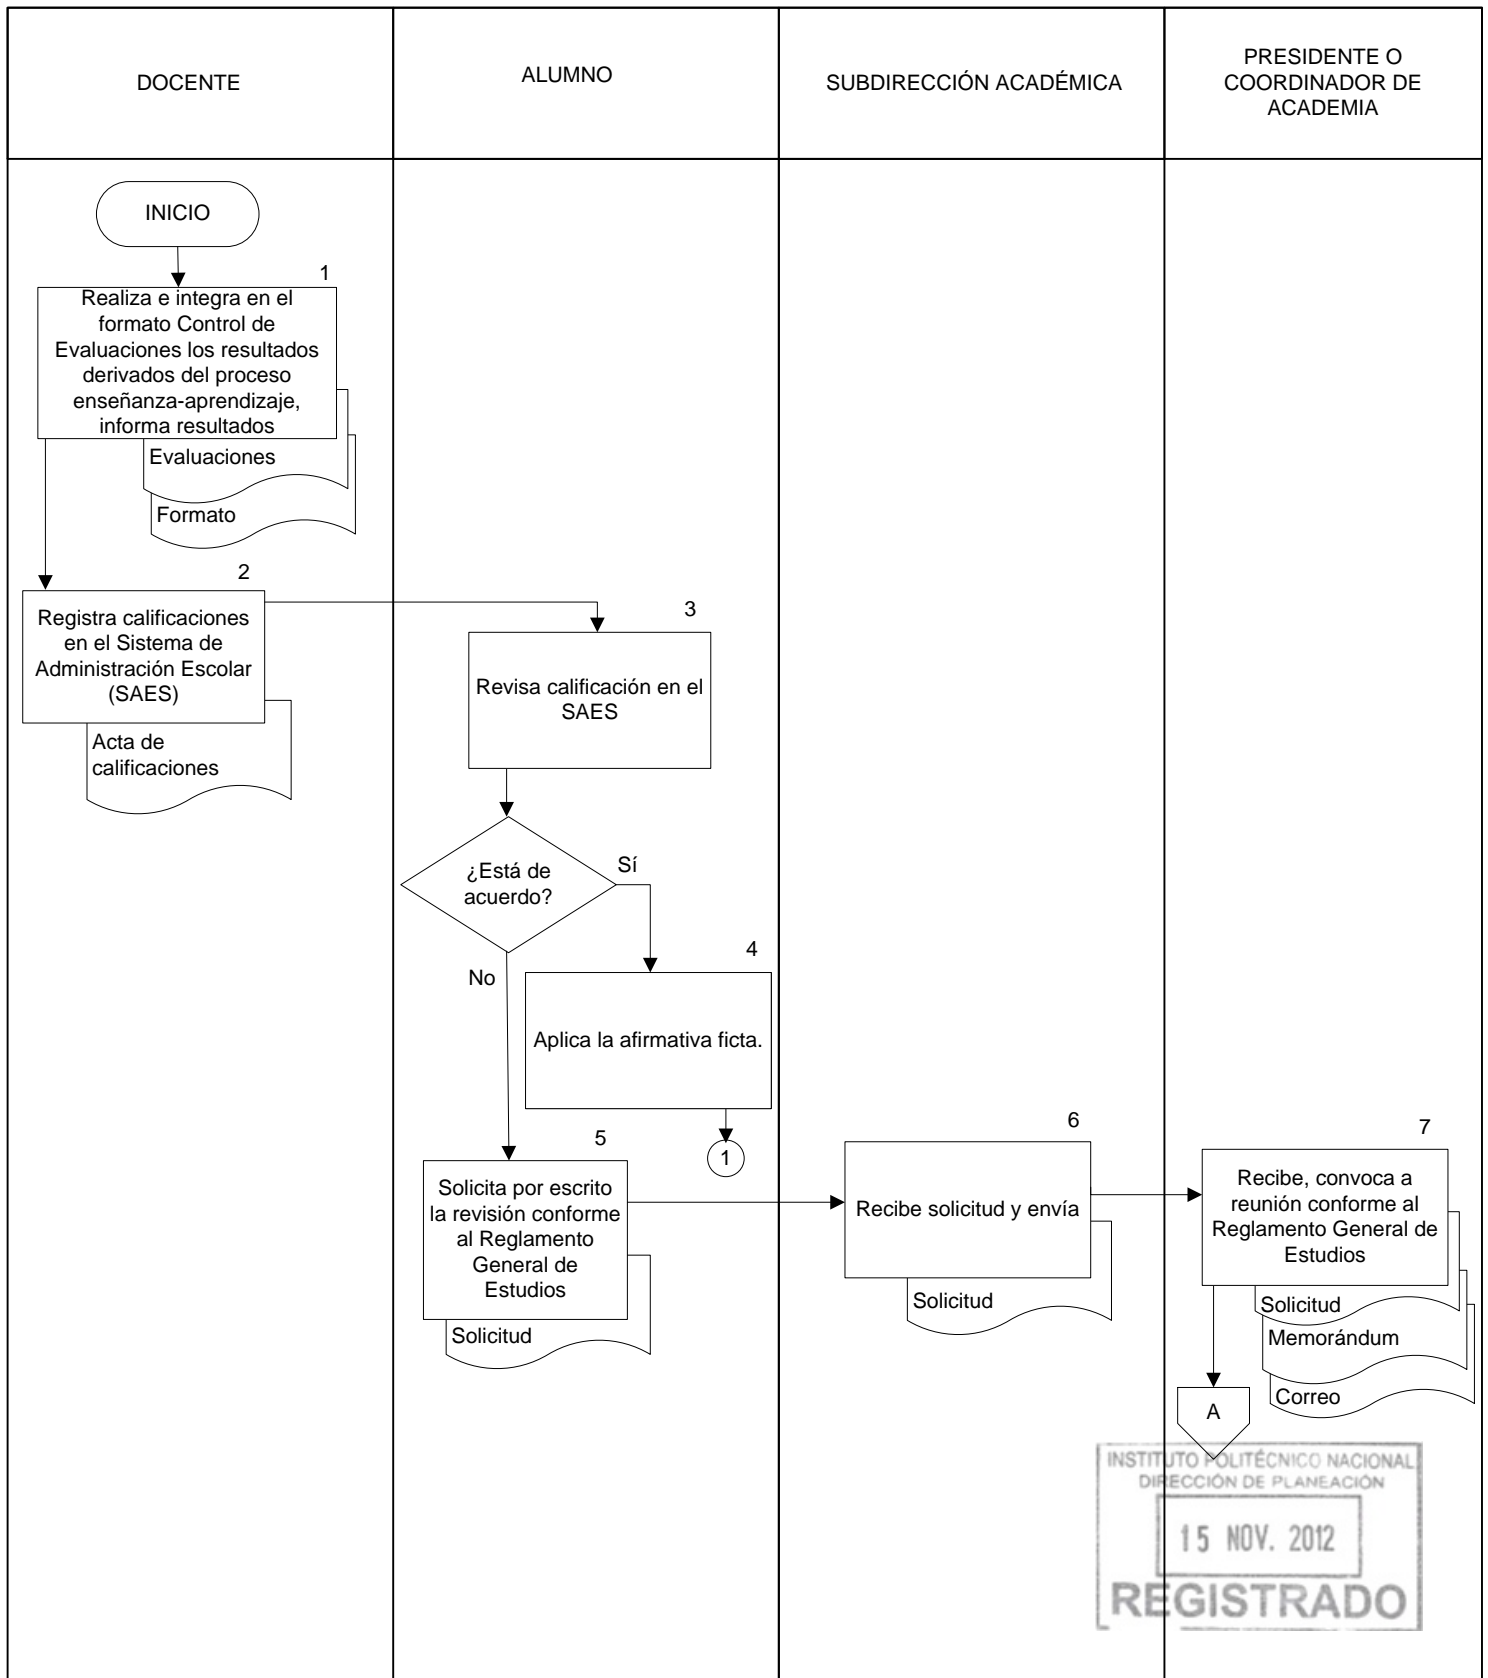 DOCENTE
ALUMNO
SUBDIRECCIÓN ACADÉMICA
PRESIDENTE O
COORDINADOR DE
ACADEMIA
INICIO
1
Realiza e integra en el
formato Control de
Evaluaciones los resultados
derivados del proceso
enseñanza-aprendizaje,
informa resultados
Evaluaciones
Formato
2
Registra calificaciones
en el Sistema de
Administración Escolar
(SAES)
Acta de
calificaciones
3
Revisa calificación en el
SAES
¿Está de
acuerdo?
Sí
No
4
Aplica la afirmativa ficta.
1
5
Solicita por escrito
la revisión conforme
al Reglamento
General de
Estudios
Solicitud
6
Recibe solicitud y envía
Solicitud
7
Recibe, convoca a
reunión conforme al
Reglamento General de
Estudios
Solicitud
Memorándum
Correo
A
INSTITUTO POLITÉCNICO NACIONAL
DIRECCIÓN DE PLANEACIÓN
15 NOV. 2012
REGISTRADO